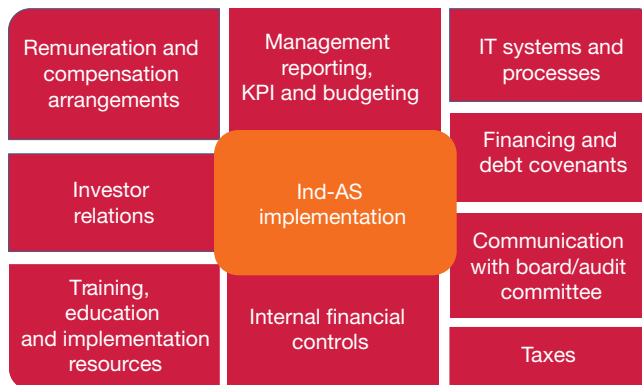 Remuneration and
compensation
arrangements
Management
reporting,
KPI and budgeting
IT systems and
processes
Financing and
debt covenants
Investor
relations
Ind-AS
implementation
Communication
with board/audit
committee
Training,
education
and implementation
resources
Internal financial
controls
Taxes